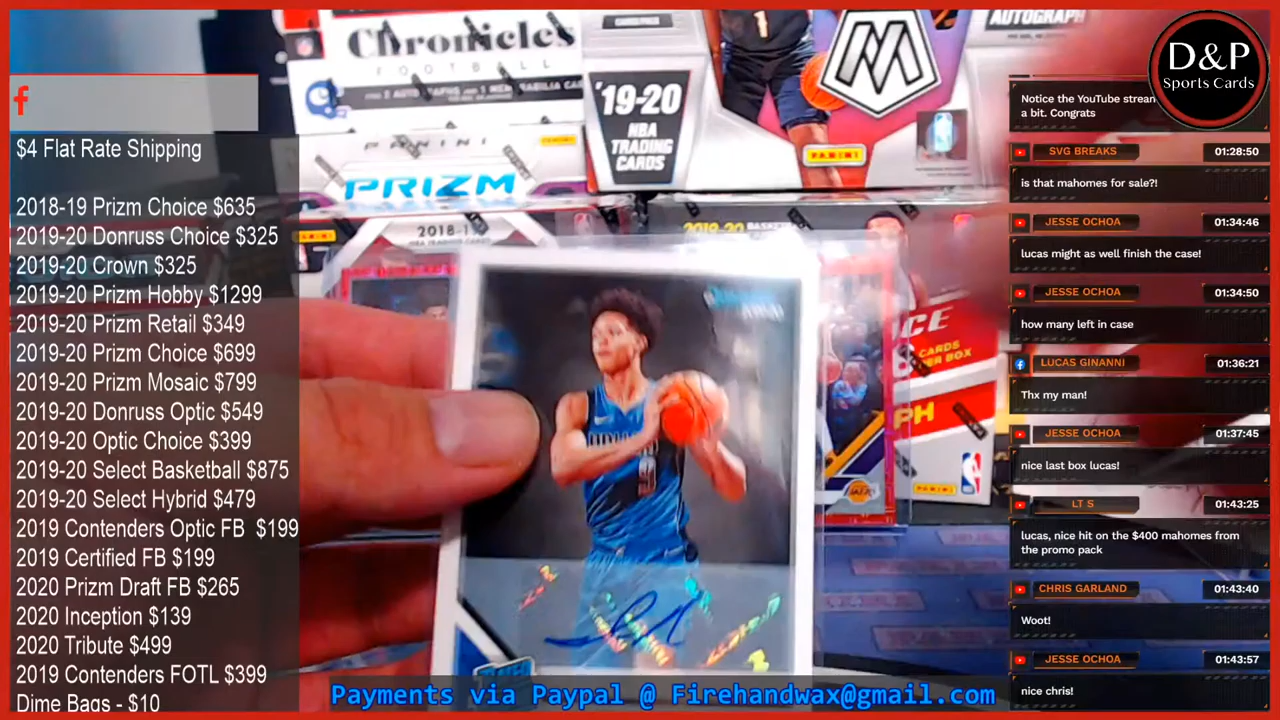 $4 Flat Rate Shipping
2018-19 Prizm Choice $635
2019-20 Donruss Choice $325
2019-20 Crown $325
2019-20 Prizm Hobby $1299
2019-20 Prizm Retail $349
2019-20 Prizm Choice $699
2019-20 Prizm Mosaic $799
2019-20 Donruss Optic $549
2019-20 Optic Choice $399
2019-20 Select Basketball $875
2019-20 Select Hybrid $479
2019 Contenders Optic FB $199
2019 Certified FB $199
2020 Prizm Draft FB $265
2020 Inception $139
2020 Tribute $499
2019 Contenders FOTL $399
Dime Bags - $10
Chronicles
FOOTBALL
PANINI
PRIZM
'19-20
NBA
TRADING
CARDS
PANINI
AUTOGRAPH
2018-1
CARDS
PER BOX
PANINI
Payments via Paypal @ Firehandwax@gmail.com
D&P
Sports Cards
Notice the YouTube stream
a bit. Congrats
SVG BREAKS 01:28:50
is that mahomes for sale?!
JESSE OCHOA 01:34:46
lucas might as well finish the case!
JESSE OCHOA 01:34:50
how many left in case
LUCAS GINANNI 01:36:21
Thx my man!
JESSE OCHOA 01:37:45
nice last box lucas!
LT S 01:43:25
lucas, nice hit on the $400 mahomes from
the promo pack
CHRIS GARLAND 01:43:40
Woot!
JESSE OCHOA 01:43:57
nice chris!